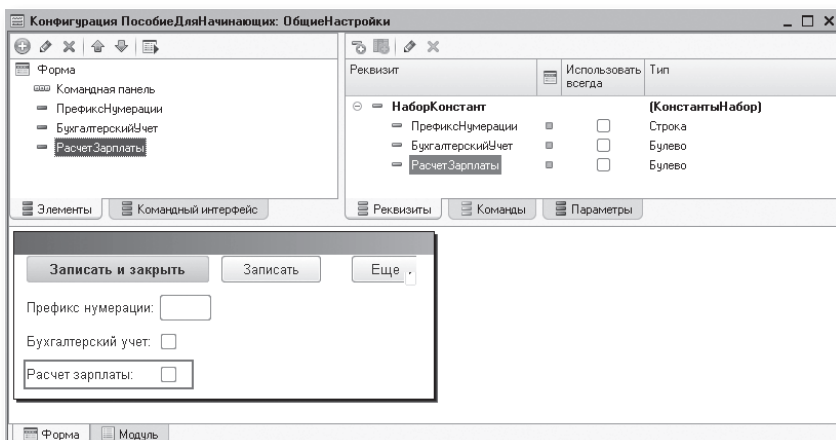 Конфигурация ПособиеДляНачинающих: ОбщиеНастройки
Форма
Командная панель
ПрефиксНумерации
БухгалтерскийУчет
РасчетЗарплаты
Элементы
Командный интерфейс
Реквизит
Использовать всегда
Тип
НаборКонстант
(КонстантыНабор)
ПрефиксНумерации
Строка
БухгалтерскийУчет
Булево
РасчетЗарплаты
Булево
Реквизиты
Команды
Параметры
Записать и закрыть
Записать
Еще
Префикс нумерации:
Бухгалтерский учет:
Расчет зарплаты:
Форма
Модуль